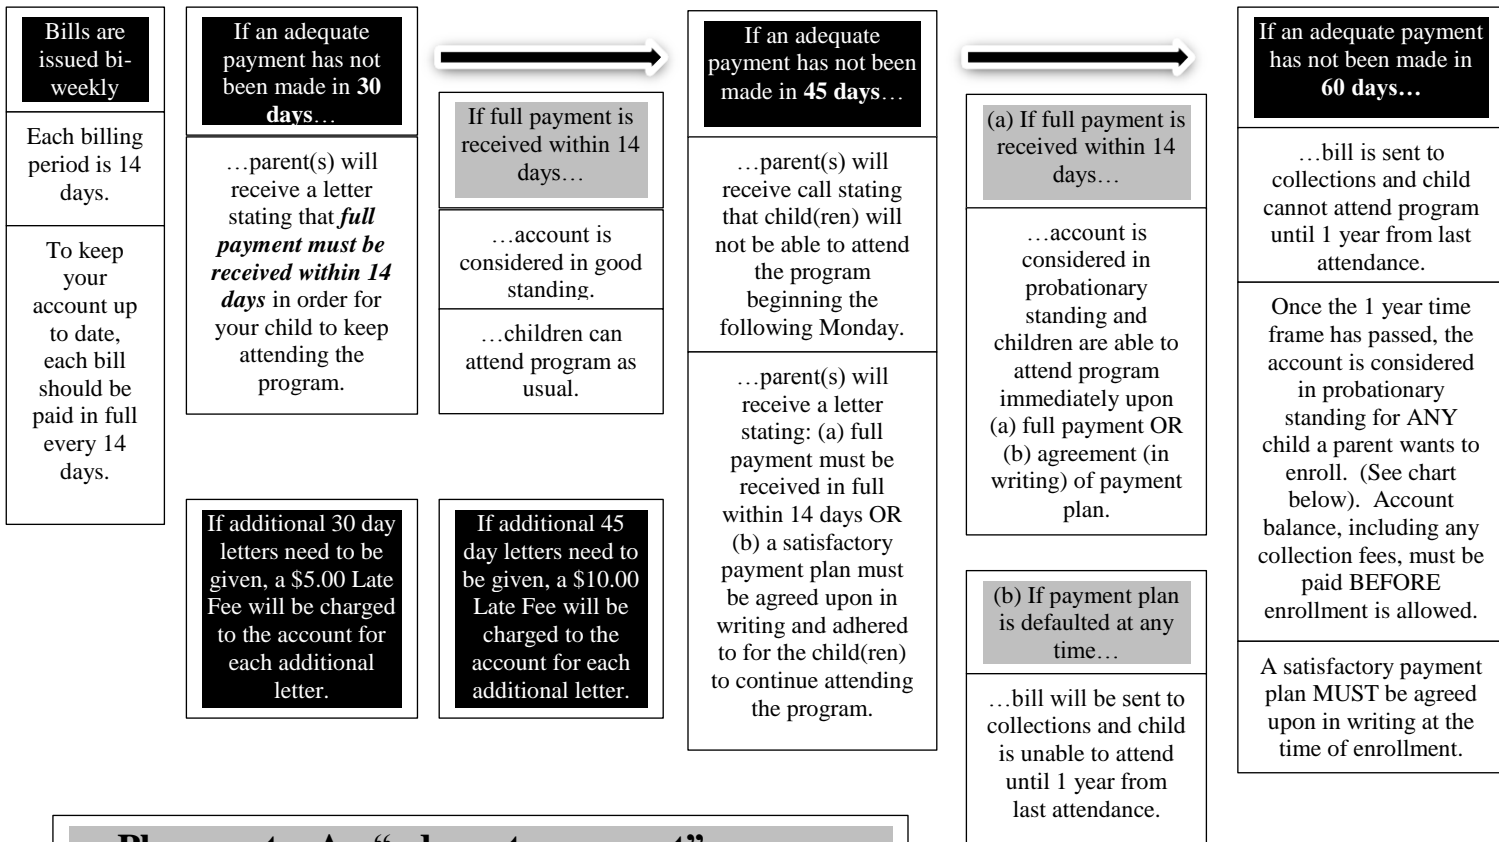 Bills are
issued bi-
weekly
Each billing
period is 14
days.
To keep
your
account up
to date,
each bill
should be
paid in full
every 14
days.
If an adequate
payment has not
been made in 30
days…
…parent(s) will
receive a letter
stating that full
payment must be
received within 14
days in order for
your child to keep
attending the
program.
If additional 30 day
letters need to be
given, a $5.00 Late
Fee will be charged
to the account for
each additional
letter.
If full payment is
received within 14
days…
…account is
considered in good
standing.
…children can
attend program as
usual.
If additional 45
day letters need to
be given, a $10.00
Late Fee will be
charged to the
account for each
additional letter.
If an adequate
payment has not been
made in 45 days…
…parent(s) will
receive call stating
that child(ren) will
not be able to attend
the program
beginning the
following Monday.
…parent(s) will
receive a letter
stating: (a) full
payment must be
received in full
within 14 days OR
(b) a satisfactory
payment plan must
be agreed upon in
writing and adhered
to for the child(ren)
to continue attending
the program.
(a) If full payment is
received within 14
days…
…account is
considered in
probationary
standing and
children are able to
attend program
immediately upon
(a) full payment OR
(b) agreement (in
writing) of payment
plan.
(b) If payment plan
is defaulted at any
time…
…bill will be sent to
collections and child
is unable to attend
until 1 year from
last attendance.
If an adequate payment
has not been made in
60 days…
…bill is sent to
collections and child
cannot attend program
until 1 year from last
attendance.
Once the 1 year time
frame has passed, the
account is considered
in probationary
standing for ANY
child a parent wants to
enroll.  (See chart
below).  Account
balance, including any
collection fees, must be
paid BEFORE
enrollment is allowed.
A satisfactory payment
plan MUST be agreed
upon in writing at the
time of enrollment.